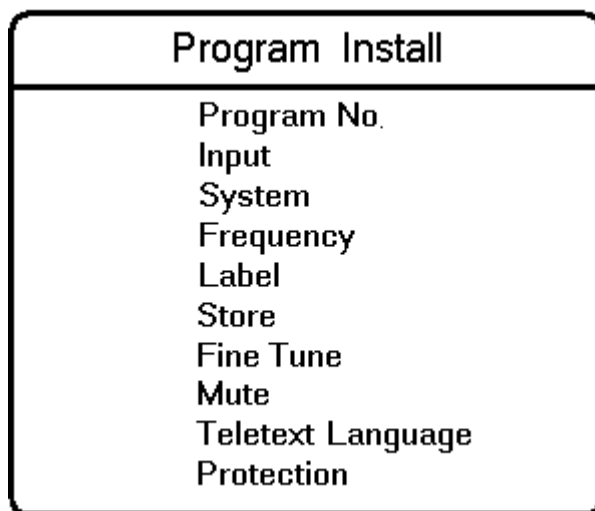 Program Install
Program No.
Input
System
Frequency
Label
Store
Fine Tune
Mute
Teletext Language
Protection